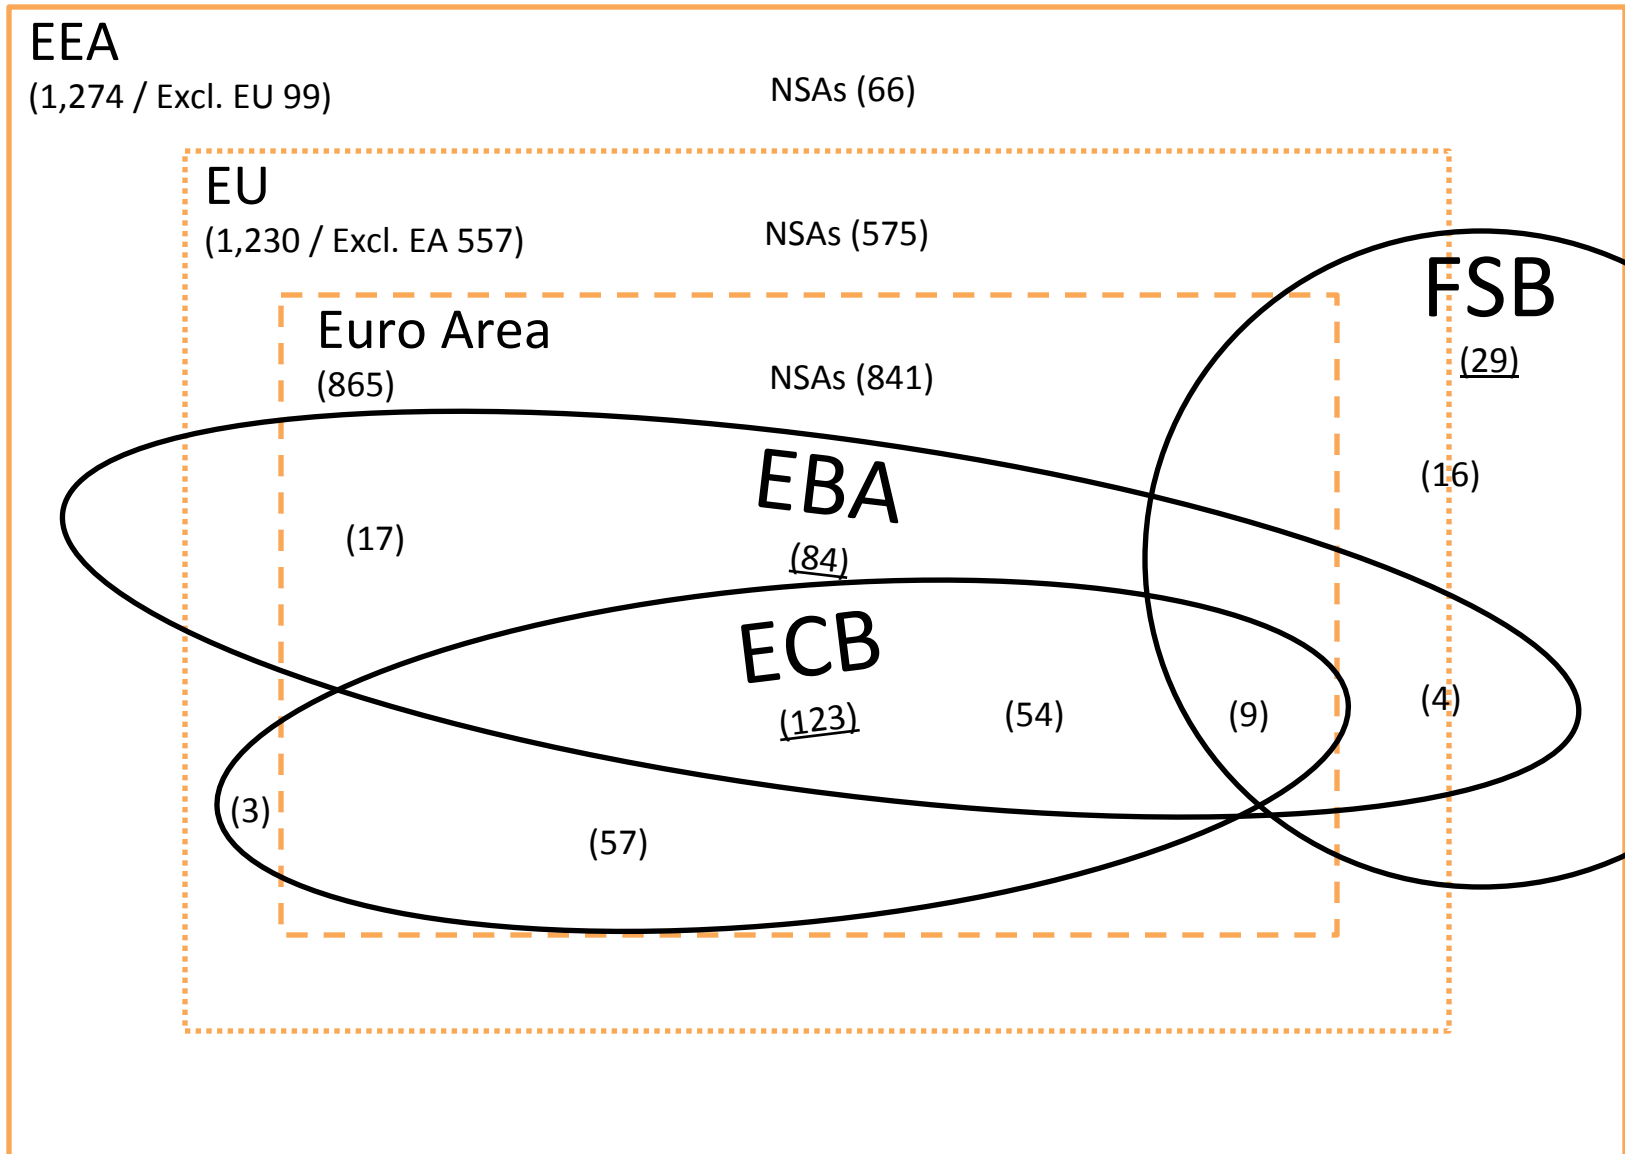 EEA
(1,274 / Excl. EU 99)
NSAs (66)
EU
(1,230 / Excl. EA 557)
NSAs (575)
FSB
(29)
Euro Area
(865)
NSAs (841)
EBA
(84)
(16)
(17)
ECB
(123)
(54)
(9)
(4)
(3)
(57)